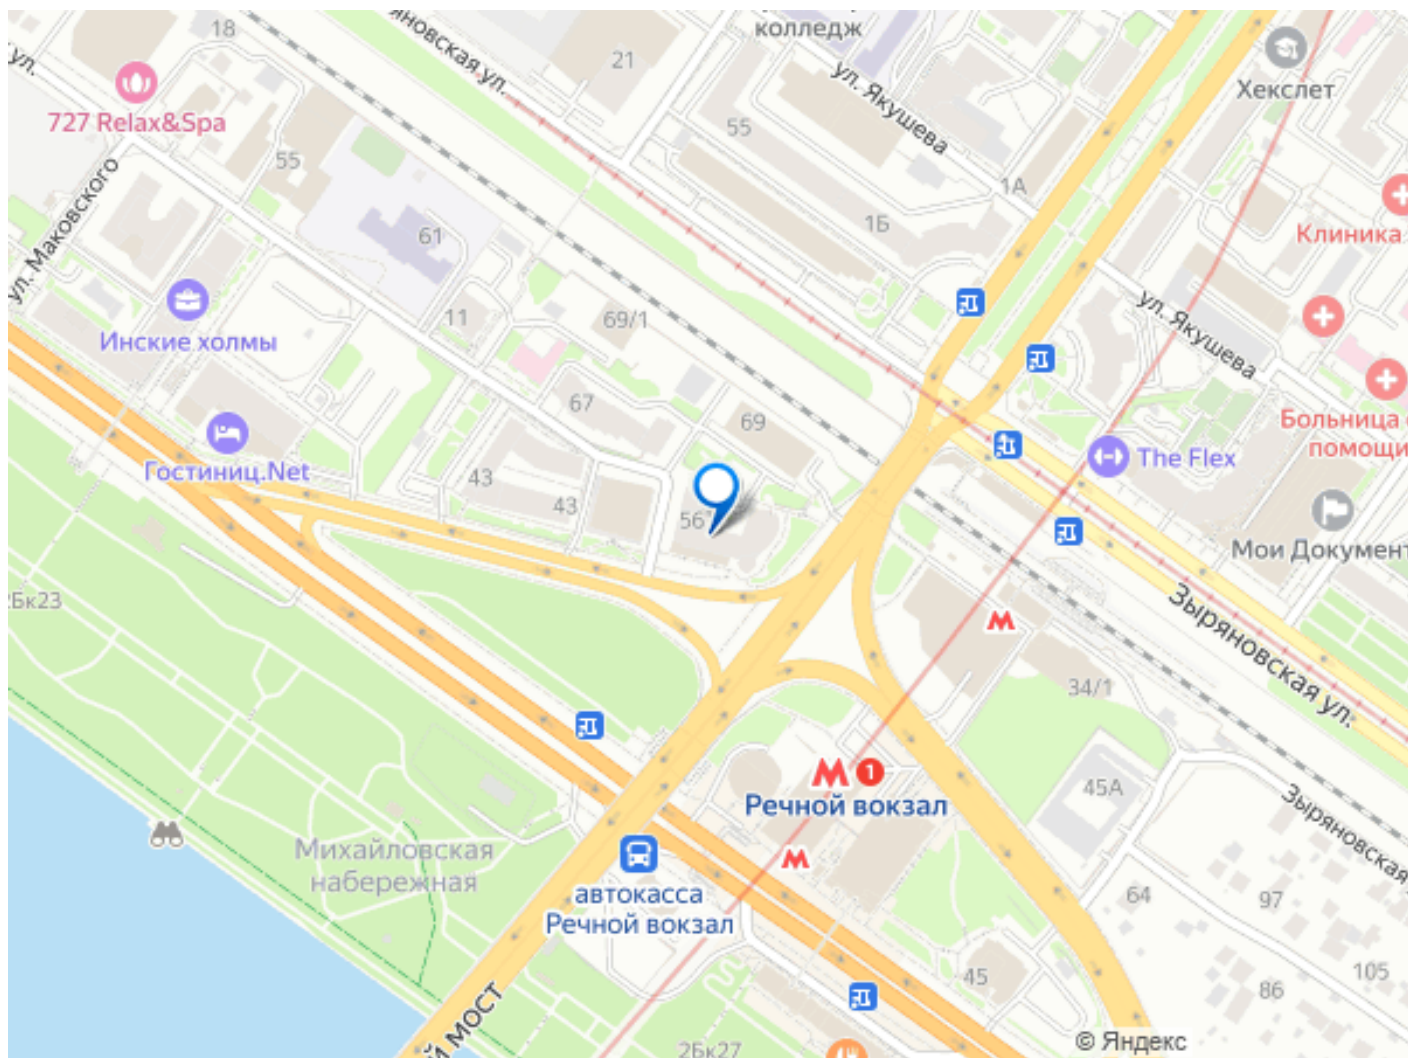 колледж
18
21
727 Relax&Spa
ул. Якушева
Хекслет
55
55
1А
1Б
61
ул. Маковского
Клиника
11
69/1
Инские холмы
ул. Якушева
67
69
Больница
помощи
Гостиниц.Net
43
43
56
The Flex
Мои Документ
2Бк23
Зыряновская ул.
34/1
М 1
Речной вокзал
45А
Михайловская
набережная
автокасса
Речной вокзал
Зыряновская
64
97
105
86
45
мост
2Бк27
© Яндекс